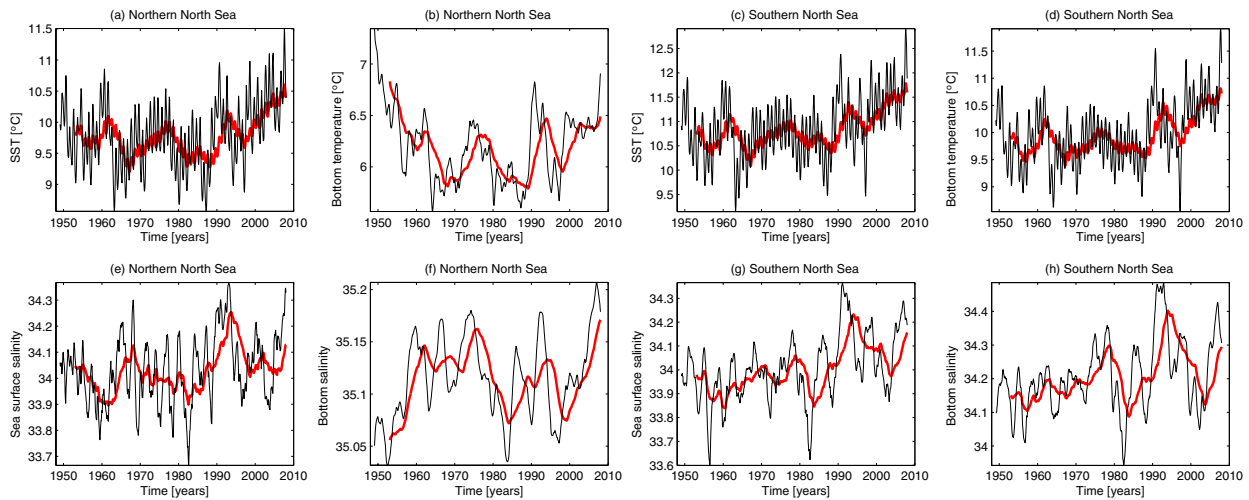 (a) Northern North Sea
SST [°C]
11.5
11
10.5
10
9.5
9
1950 1960 1970 1980 1990 2000 2010
Time [years]
(b) Northern North Sea
Bottom temperature [°C]
7
6.5
6
1950 1960 1970 1980 1990 2000 2010
Time [years]
(c) Southern North Sea
SST [°C]
12.5
12
11.5
11
10.5
10
9.5
1950 1960 1970 1980 1990 2000 2010
Time [years]
(d) Southern North Sea
Bottom temperature [°C]
11.5
11
10.5
10
9.5
9
1950 1960 1970 1980 1990 2000 2010
Time [years]
(e) Northern North Sea
Sea surface salinity
34.3
34.2
34.1
34
33.9
33.8
33.7
1950 1960 1970 1980 1990 2000 2010
Time [years]
(f) Northern North Sea
Bottom salinity
35.2
35.15
35.1
35.05
1950 1960 1970 1980 1990 2000 2010
Time [years]
(g) Southern North Sea
Sea surface salinity
34.3
34.2
34.1
34
33.9
33.8
33.7
33.6
1950 1960 1970 1980 1990 2000 2010
Time [years]
(h) Southern North Sea
Bottom salinity
34.4
34.3
34.2
34.1
34
1950 1960 1970 1980 1990 2000 2010
Time [years]